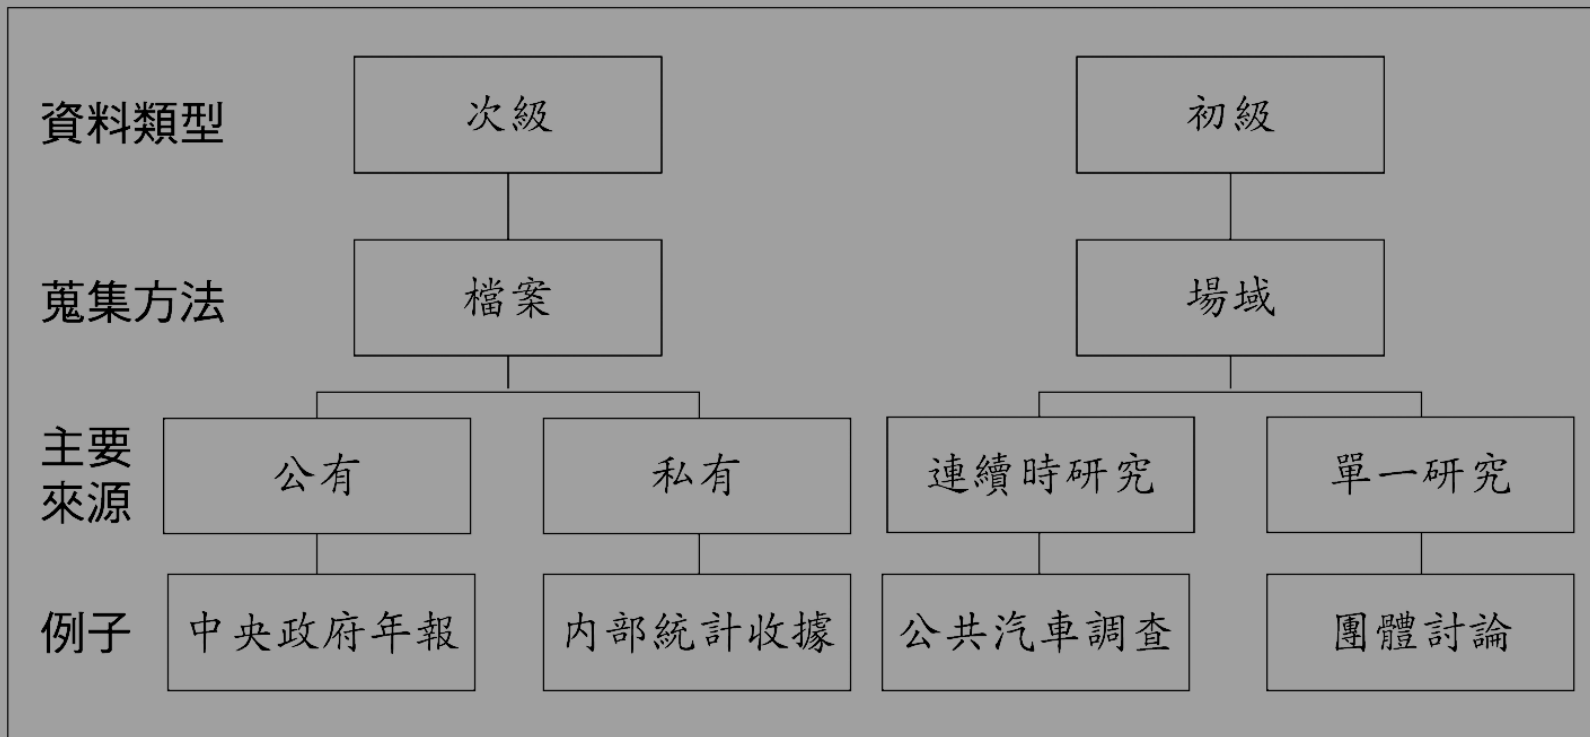 資料類型
次級
初級
蒐集方法
檔案
場域
主要
來源
公有
私有
連續時研究
單一研究
例子
中央政府年報
內部統計收據
公共汽車調查
團體討論